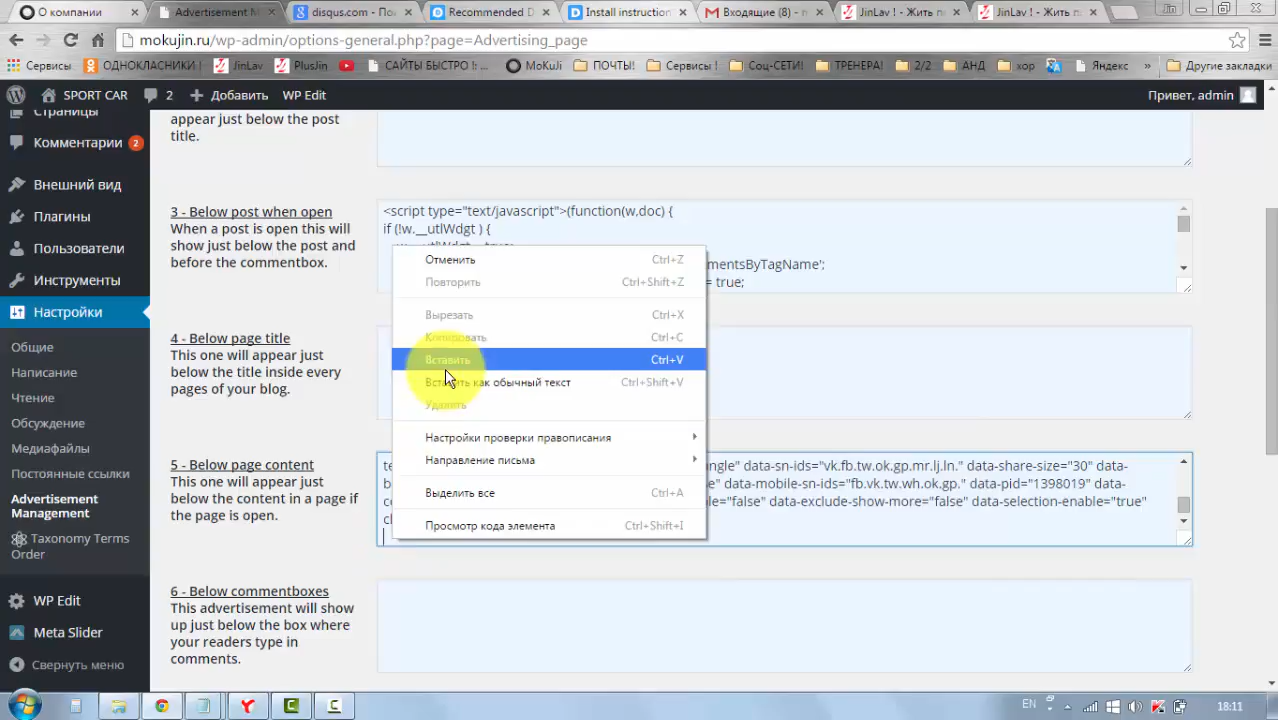 О компании
Advertisement M
disqus.com - По
Recommended D
Install instruction
Входящие (8) - m
JinLav ! - Жить п
JinLav ! - Жить п
mokujin.ru/wp-admin/options-general.php?page=Advertising_page
Сервисы
ОДНОКЛАСНИКИ
JinLav
PlusJin
САЙТЫ БЫСТРО !: ...
MoKuJi
ПОЧТЫ!
Сервисы !
Соц-СЕТИ!
ТРЕНЕРА!
2/2
АНД
хор
Яндекс
»
Другие закладки
SPORT CAR
2
Добавить
WP Edit
Привет, admin
Страницы
Комментарии 2
Внешний вид
Плагины
Пользователи
Инструменты
Настройки
Общие
Написание
Чтение
Обсуждение
Медиафайлы
Постоянные ссылки
Advertisement
Management
Taxonomy Terms
Order
WP Edit
Meta Slider
Свернуть меню
appear just below the post
title.
3 - Below post when open
When a post is open this will
show just below the post and
before the commentbox.
<script type="text/javascript">(function(w,doc) {
if (!w.__utlWdgt ) {
mentsByTagName';
= true;
4 - Below page title
This one will appear just
below the title inside every
pages of your blog.
5 - Below page content
This one will appear just
below the content in a page if
the page is open.
angle" data-sn-ids="vk.fb.tw.ok.gp.mr.lj.ln." data-share-size="30" data-
data-mobile-sn-ids="fb.vk.tw.wh.ok.gp." data-pid="1398019" data-
able="false" data-exclude-show-more="false" data-selection-enable="true"
6 - Below commentboxes
This advertisement will show
up just below the box where
your readers type in
comments.
Отменить Ctrl+Z
Повторить Ctrl+Shift+Z
Вырезать Ctrl+X
Копировать Ctrl+C
Вставить Ctrl+V
Вставить как обычный текст Ctrl+Shift+V
Удалить
Настройки проверки правописания
Направление письма
Выделить все Ctrl+A
Просмотр кода элемента Ctrl+Shift+I
EN
18:11